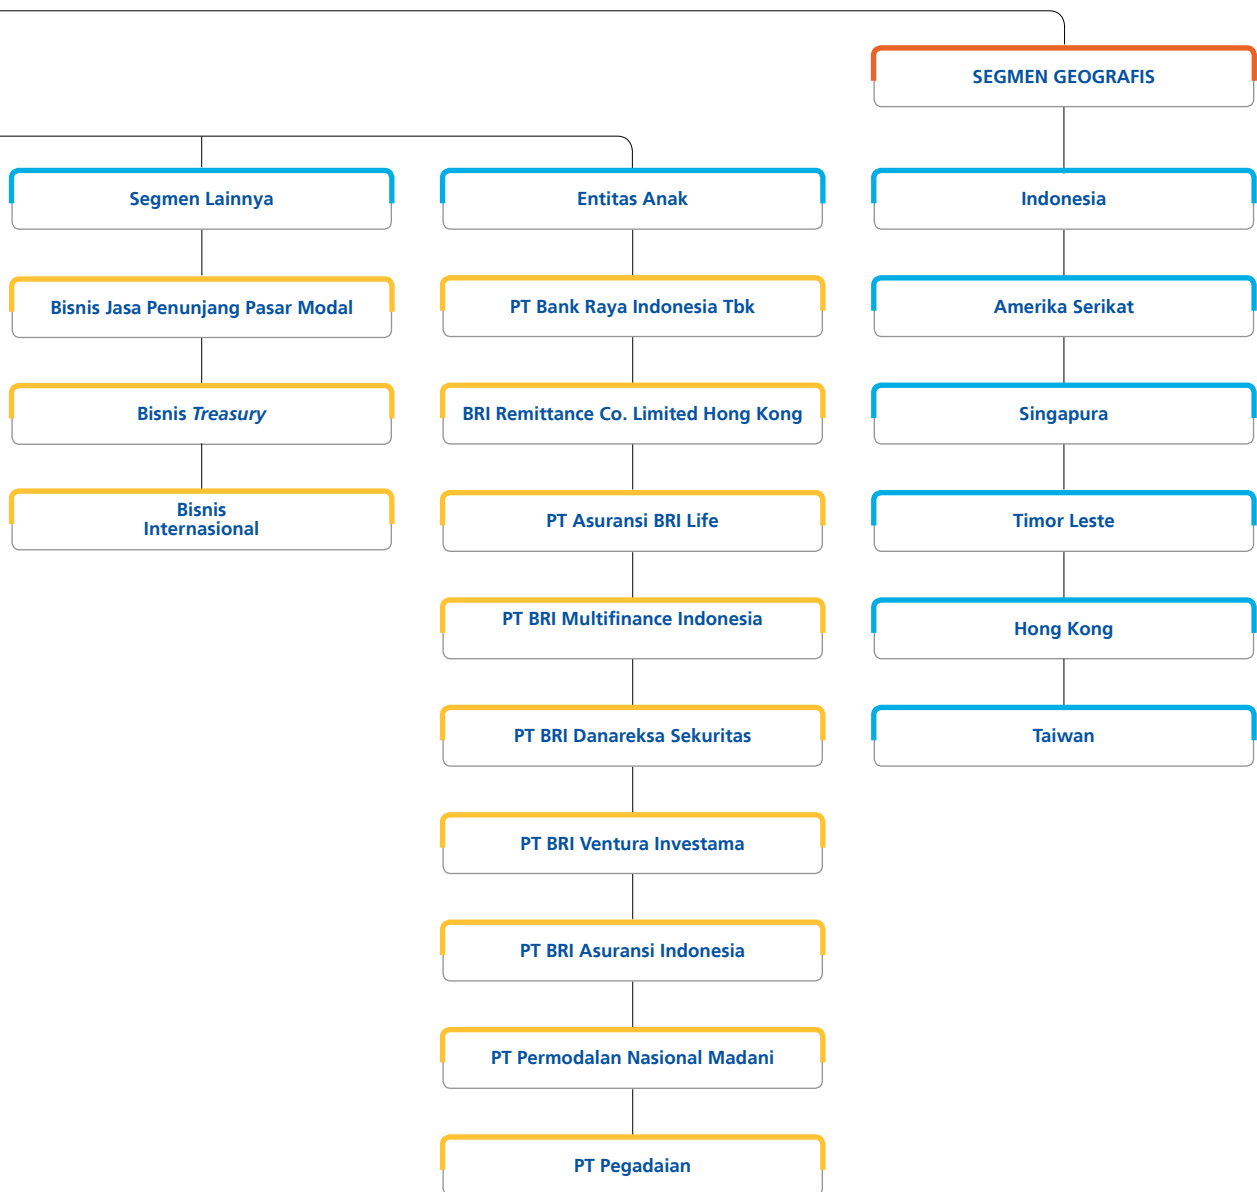 SEGMEN GEOGRAFIS
Segmen Lainnya
Bisnis Jasa Penunjang Pasar Modal
Bisnis Treasury
Bisnis
Internasional
Entitas Anak
PT Bank Raya Indonesia Tbk
BRI Remittance Co. Limited Hong Kong
PT Asuransi BRI Life
PT BRI Multifinance Indonesia
PT BRI Danareksa Sekuritas
PT BRI Ventura Investama
PT BRI Asuransi Indonesia
PT Permodalan Nasional Madani
PT Pegadaian
Indonesia
Amerika Serikat
Singapura
Timor Leste
Hong Kong
Taiwan